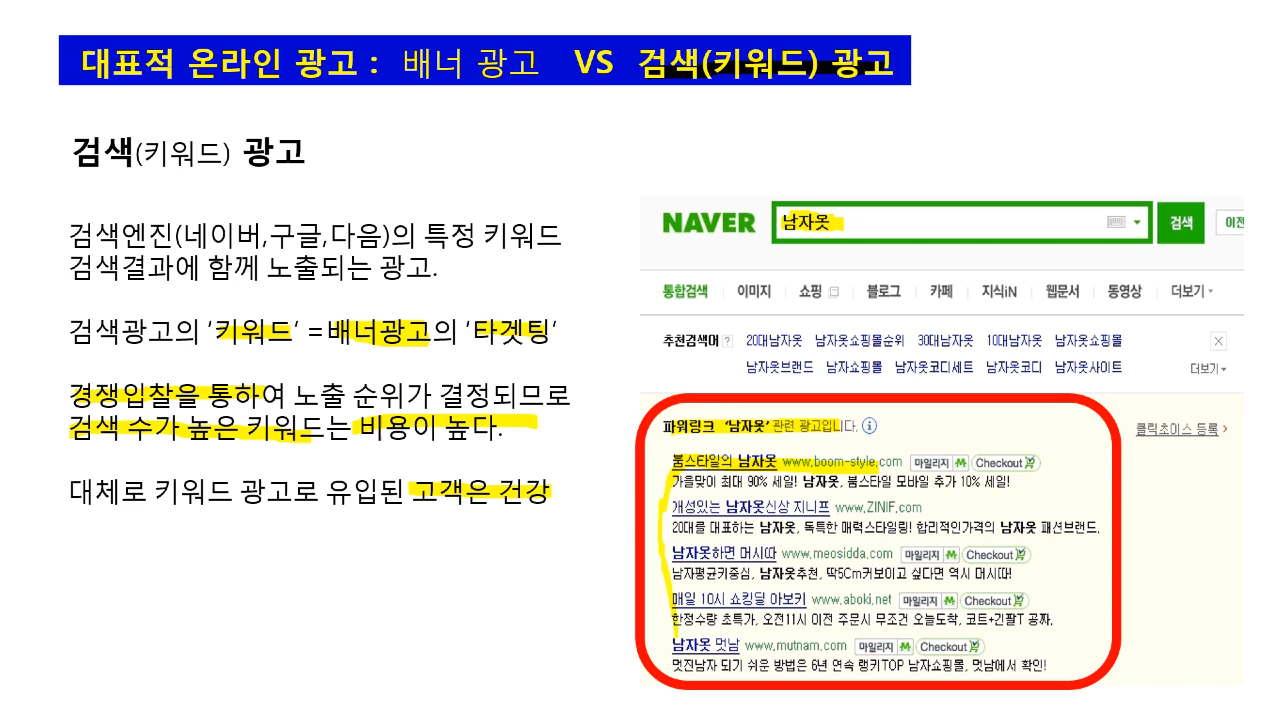 대표적 온라인 광고 : 배너 광고 VS 검색(키워드) 광고
검색(키워드) 광고
검색엔진(네이버,구글,다음)의 특정 키워드
검색결과에 함께 노출되는 광고.
검색광고의 '키워드' =배너광고의 '타겟팅'
경쟁입찰을 통하여 노출 순위가 결정되므로
검색 수가 높은 키워드는 비용이 높다.
대체로 키워드 광고로 유입된 고객은 건강
NAVER 남자옷 검색 이전
통합검색 이미지 쇼핑 블로그 카페 지식iN 웹문서 동영상 더보기
추천검색어 ? 20대남자옷 남자옷쇼핑몰순위 30대남자옷 10대남자옷 남자옷쇼핑몰
남자옷브랜드 남자쇼핑몰 남자옷코디세트 남자옷코디 남자옷사이트 더보기
파워링크 '남자옷' 관련 광고입니다. 클릭초이스 등록 >
붐스타일의 남자옷 www.boom-style.com 마일리지 Checkout
가을맞이 최대 90% 세일! 남자옷, 붐스타일 모바일 추가 10% 세일!
개성있는 남자옷신상 지니프 www.ZINIF.com
20대를 대표하는 남자옷, 독특한 매력스타일링! 합리적인가격의 남자옷 패션브랜드.
남자옷하면 머시따 www.meosidda.com 마일리지 Checkout
남자평균키중심, 남자옷추천, 딱5Cm커보이고 싶다면 역시 머시따!
매일 10시 쇼킹딜 아보키 www.aboki.net 마일리지 Checkout
한정수량 초특가, 오전11시 이전 주문시 무조건 오늘도착, 코트+긴팔T 공짜.
남자옷 멋남 www.mutnam.com 마일리지 Checkout
멋진남자 되기 쉬운 방법은 6년 연속 랭키TOP 남자쇼핑몰, 멋남에서 확인!